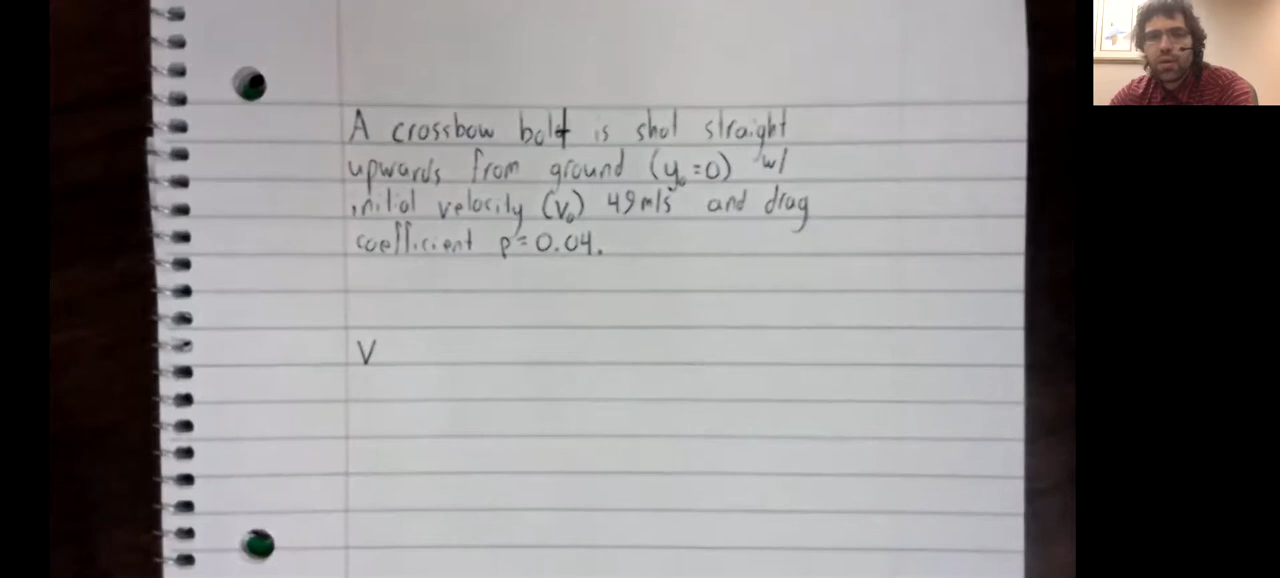 A crossbow bolt is shot straight
upwards from ground (y₀=0) w/
initial velocity (v₀) 49m/s and drag
coefficient p=0.04.
V